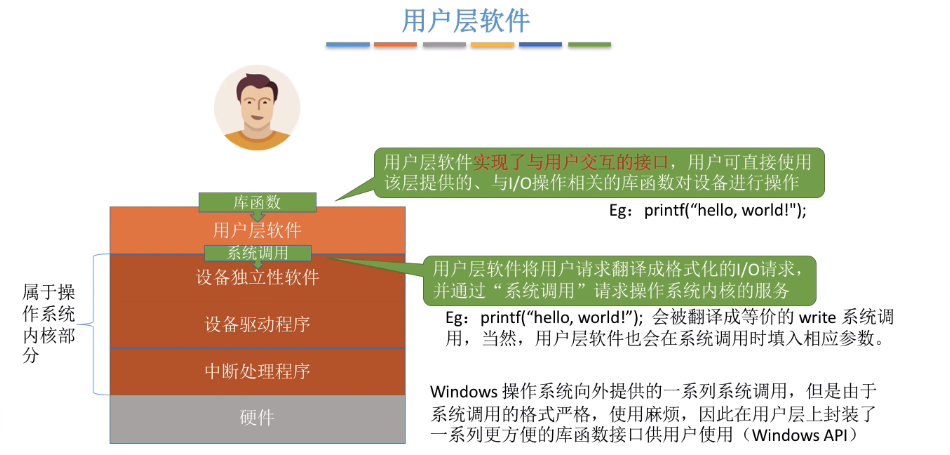 用户层软件
用户层软件实现了与用户交互的接口，用户可直接使用
该层提供的、与I/O操作相关的库函数对设备进行操作
库函数
Eg：printf(“hello, world!");
用户层软件
系统调用
用户层软件将用户请求翻译成格式化的I/O请求，
并通过“系统调用”请求操作系统内核的服务
设备独立性软件
属于操
作系统
内核部
分
Eg：printf(“hello, world!”); 会被翻译成等价的 write 系统调
用，当然，用户层软件也会在系统调用时填入相应参数。
设备驱动程序
中断处理程序
Windows 操作系统向外提供的一系列系统调用，但是由于
系统调用的格式严格，使用麻烦，因此在用户层上封装了
一系列更方便的库函数接口供用户使用（Windows API）
硬件